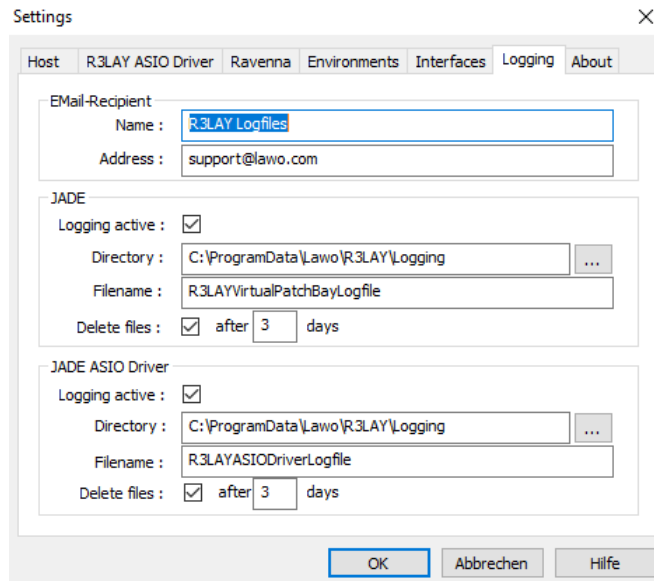 Settings
Host R3LAY ASIO Driver Ravenna Environments Interfaces Logging About
EMail-Recipient
Name : R3LAY Logfiles
Address : support@lawo.com
JADE
Logging active :
Directory : C:\ProgramData\Lawo\R3LAY\Logging ...
Filename : R3LAYVirtualPatchBayLogfile
Delete files : after 3 days
JADE ASIO Driver
Logging active :
Directory : C:\ProgramData\Lawo\R3LAY\Logging ...
Filename : R3LAYASIODriverLogfile
Delete files : after 3 days
OK Abbrechen Hilfe